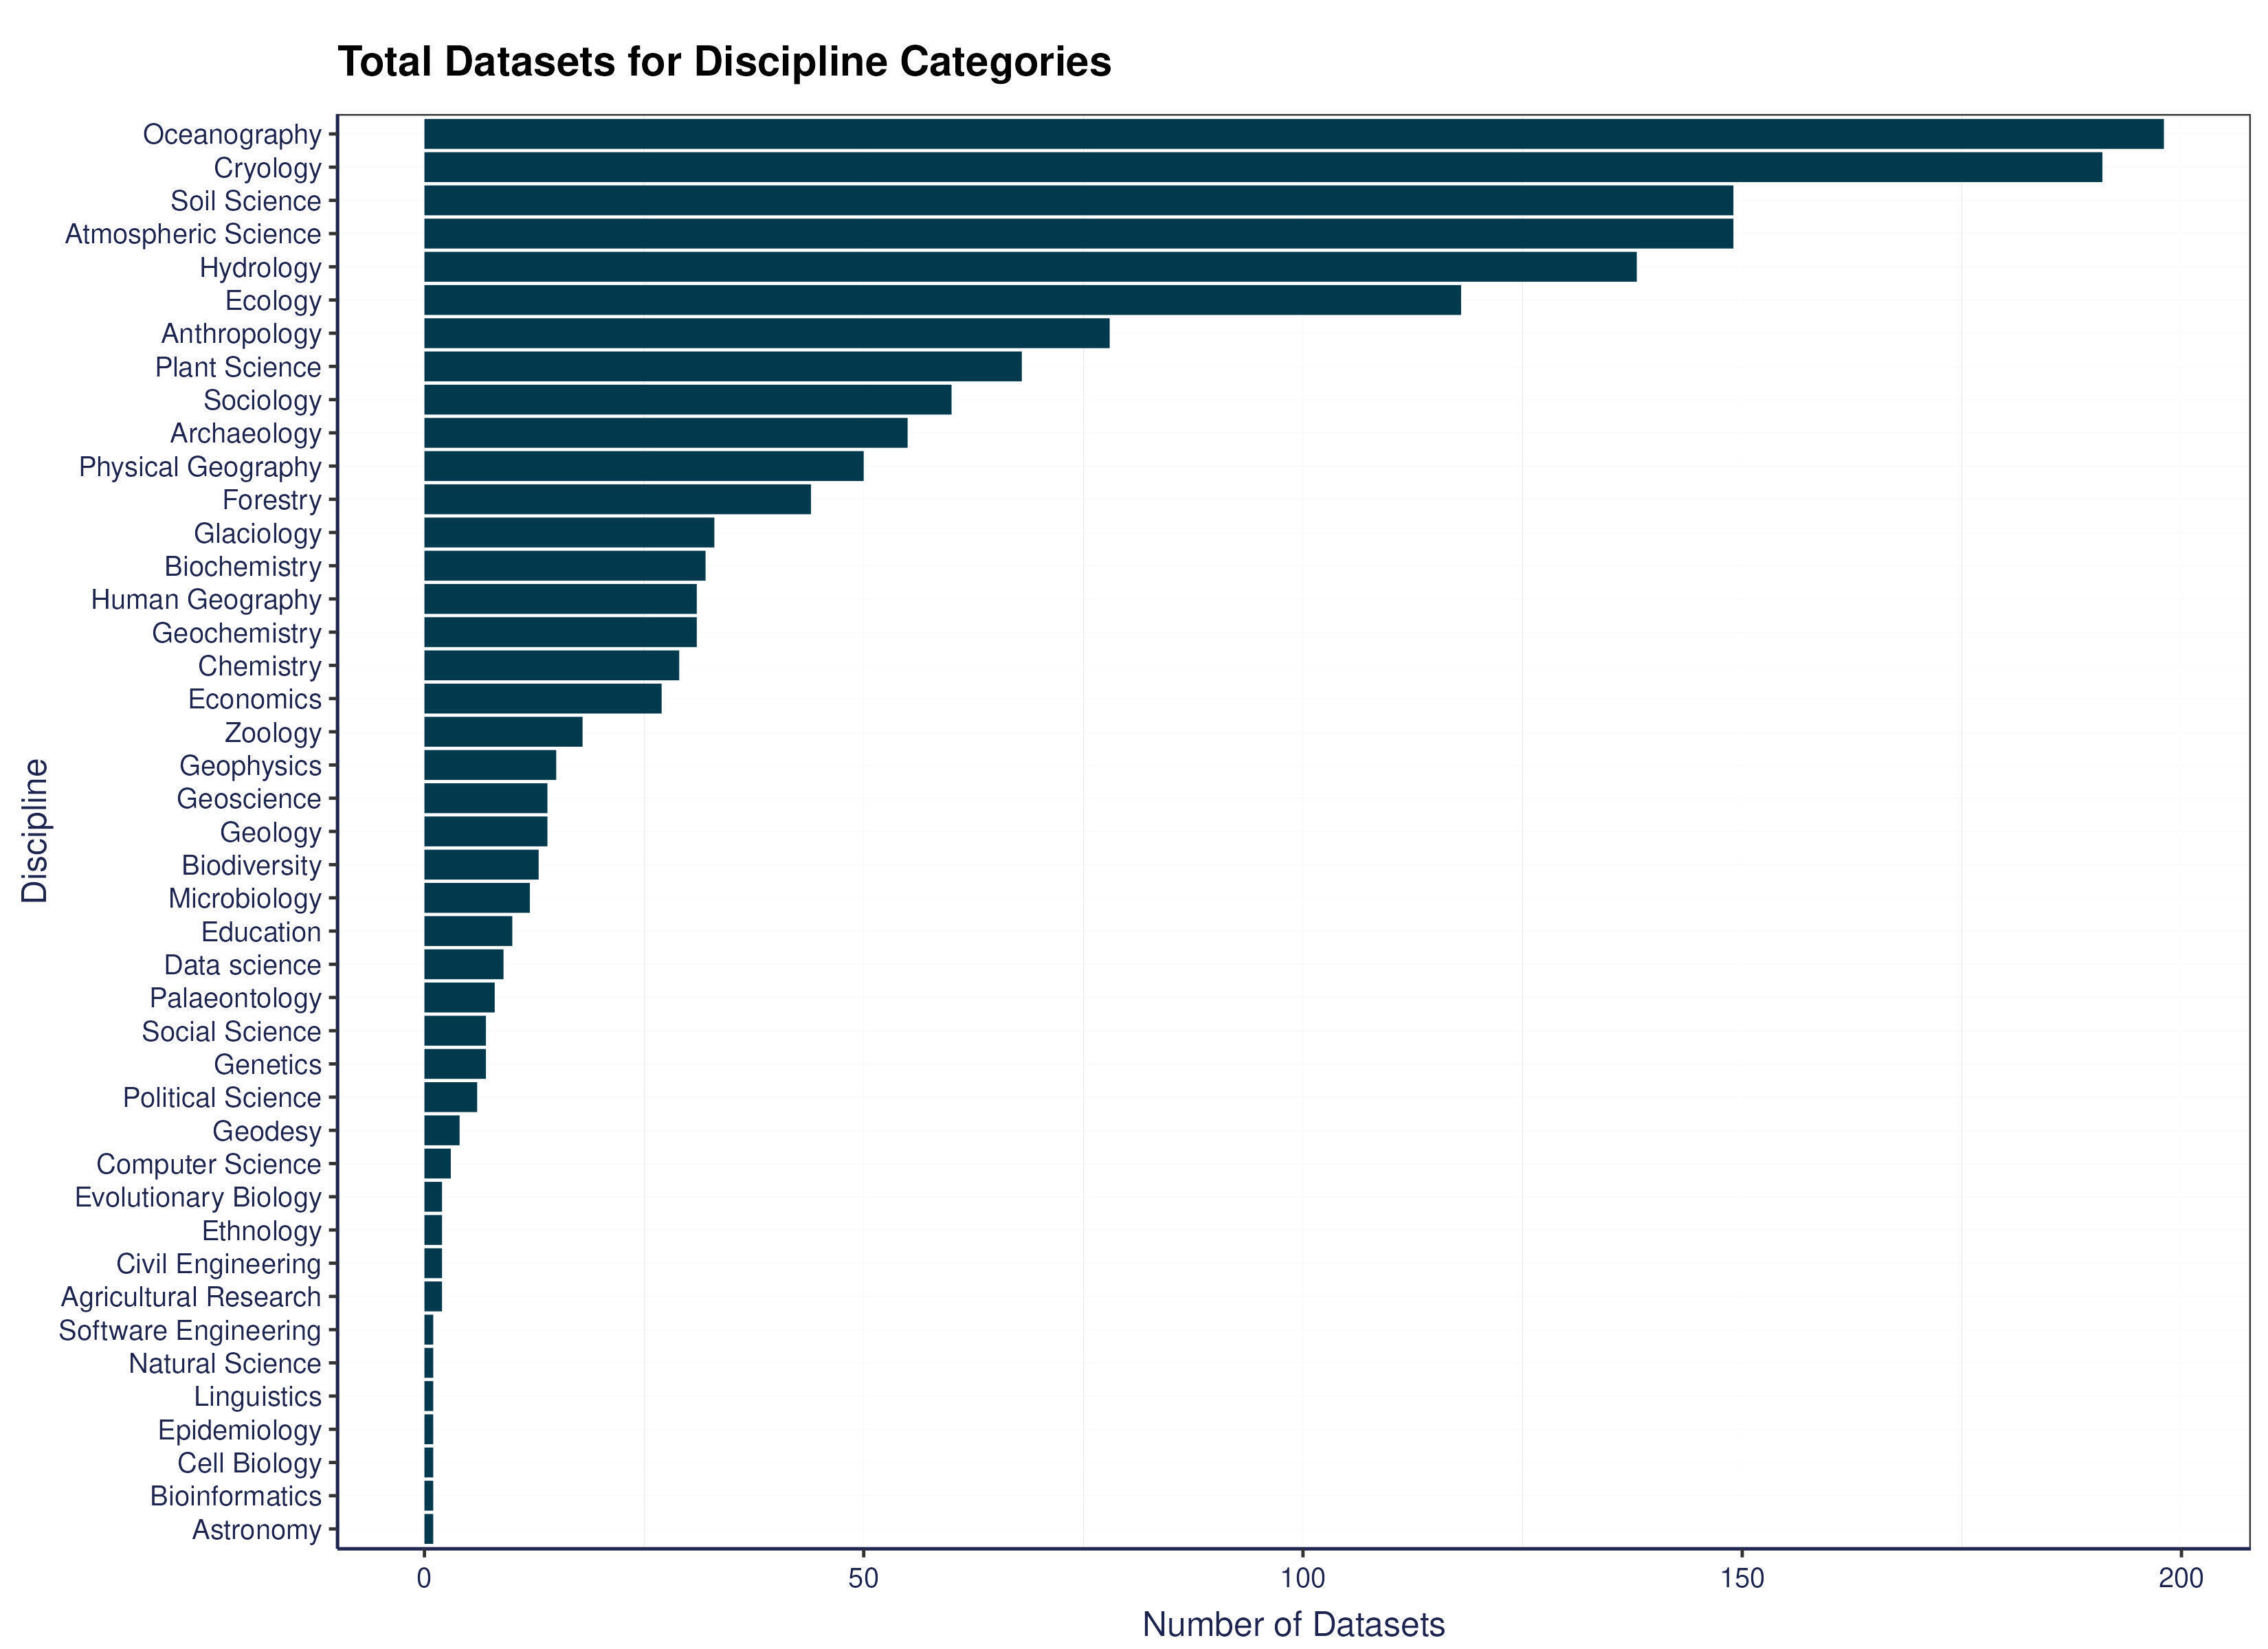 Total Datasets for Discipline Categories
Oceanography
Cryology
Soil Science
Atmospheric Science
Hydrology
Ecology
Anthropology
Plant Science
Sociology
Archaeology
Physical Geography
Forestry
Glaciology
Biochemistry
Human Geography
Geochemistry
Chemistry
Economics
Zoology
Geophysics
Geoscience
Geology
Biodiversity
Microbiology
Education
Data science
Palaeontology
Social Science
Genetics
Political Science
Geodesy
Computer Science
Evolutionary Biology
Ethnology
Civil Engineering
Agricultural Research
Software Engineering
Natural Science
Linguistics
Epidemiology
Cell Biology
Bioinformatics
Astronomy
Discipline
0 50 100 150 200
Number of Datasets